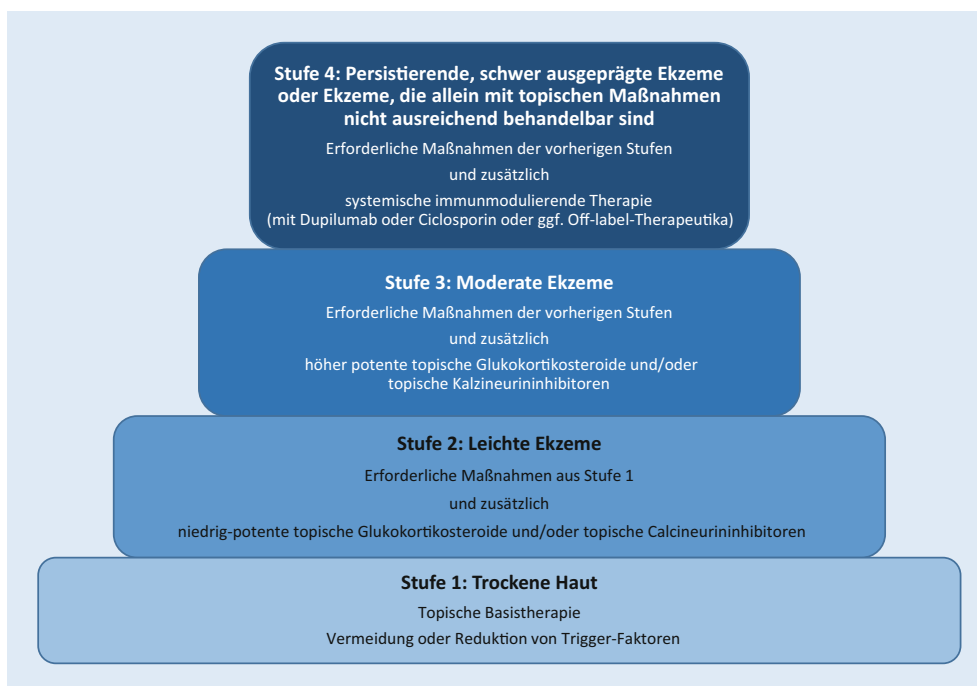 Stufe 4: Persistierende, schwer ausgeprägte Ekzeme
oder Ekzeme, die allein mit topischen Maßnahmen
nicht ausreichend behandelbar sind
Erforderliche Maßnahmen der vorherigen Stufen
und zusätzlich
systemische immunmodulierende Therapie
(mit Dupilumab oder Ciclosporin oder ggf. Off-label-Therapeutika)
Stufe 3: Moderate Ekzeme
Erforderliche Maßnahmen der vorherigen Stufen
und zusätzlich
höher potente topische Glukokortikosteroide und/oder
topische Kalzineurininhibitoren
Stufe 2: Leichte Ekzeme
Erforderliche Maßnahmen aus Stufe 1
und zusätzlich
niedrig-potente topische Glukokortikosteroide und/oder topische Calcineurininhibitoren
Stufe 1: Trockene Haut
Topische Basistherapie
Vermeidung oder Reduktion von Trigger-Faktoren